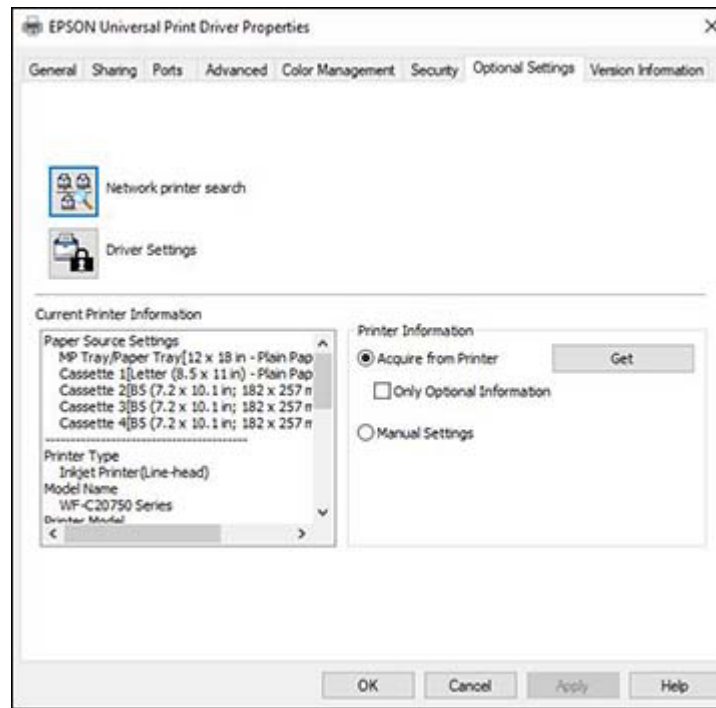 EPSON Universal Print Driver Properties
General Sharing Ports Advanced Color Management Security Optional Settings Version Information
Network printer search
Driver Settings
Current Printer Information
Paper Source Settings
MP Tray/Paper Tray[12 x 18 in - Plain Pap
Cassette 1[Letter (8.5 x 11 in) - Plain Pap
Cassette 2[B5 (7.2 x 10.1 in; 182 x 257 m
Cassette 3[B5 (7.2 x 10.1 in; 182 x 257 m
Cassette 4[B5 (7.2 x 10.1 in; 182 x 257 m
----------------------------------------
Printer Type
Inkjet Printer(Line-head)
Model Name
WF-C20750 Series
Printer Model
Printer Information
Acquire from Printer Get
Only Optional Information
Manual Settings
OK Cancel Apply Help